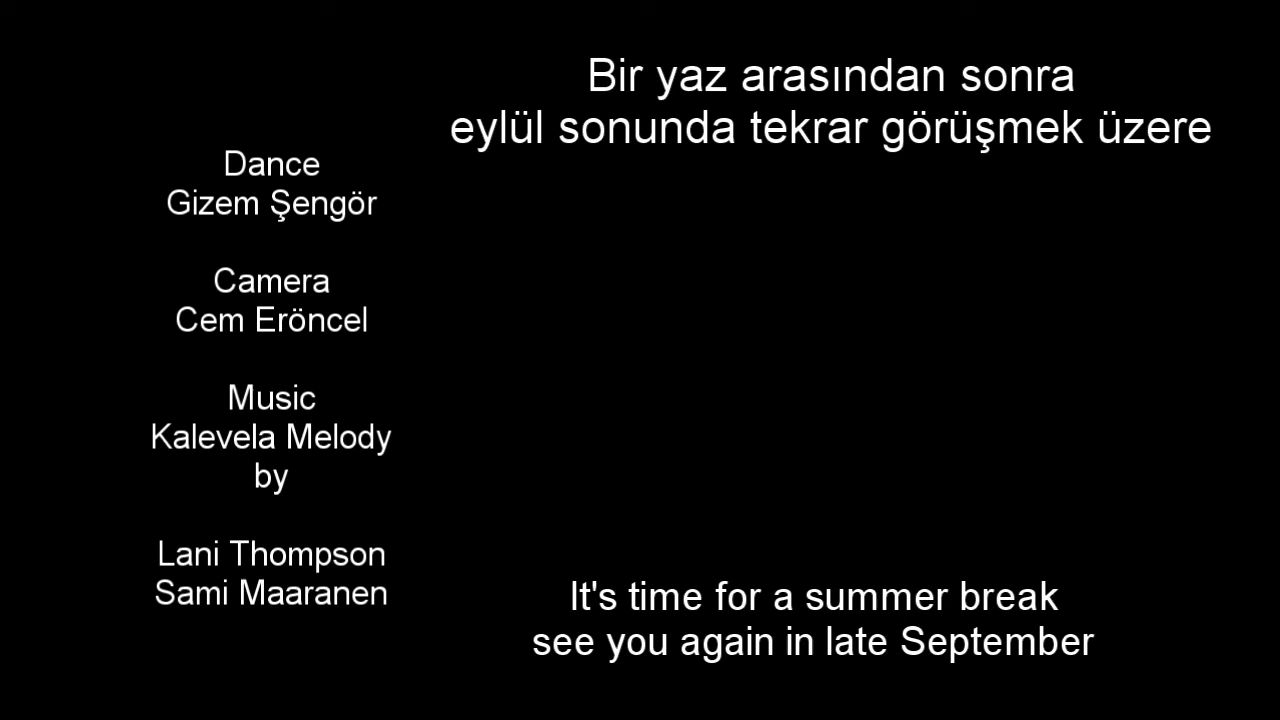 Bir yaz arasından sonra
eylül sonunda tekrar görüşmek üzere
Dance
Gizem Şengör
Camera
Cem Eröncel
Music
Kalevela Melody
by
Lani Thompson
Sami Maaranen
It's time for a summer break
see you again in late September